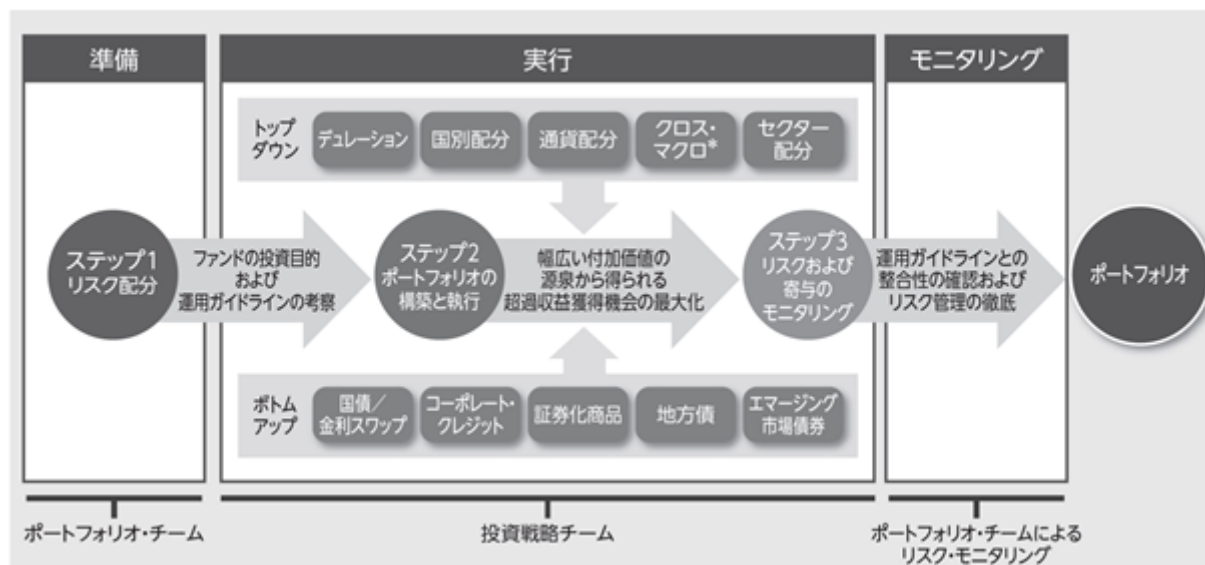 準備
実行
モニタリング
トップ
ダウン
デュレーション
国別配分
通貨配分
クロス・
マクロ*
セクター
配分
ステップ1
リスク配分
ファンドの投資目的
および
運用ガイドラインの考察
ステップ2
ポートフォリオの
構築と執行
幅広い付加価値の
源泉から得られる
超過収益獲得機会の最大化
ステップ3
リスクおよび
寄与の
モニタリング
運用ガイドラインとの
整合性の確認および
リスク管理の徹底
ポートフォリオ
ボトム
アップ
国債／
金利スワップ
コーポレート・
クレジット
証券化商品
地方債
エマージング
市場債券
ポートフォリオ・チーム
投資戦略チーム
ポートフォリオ・チームによる
リスク・モニタリング